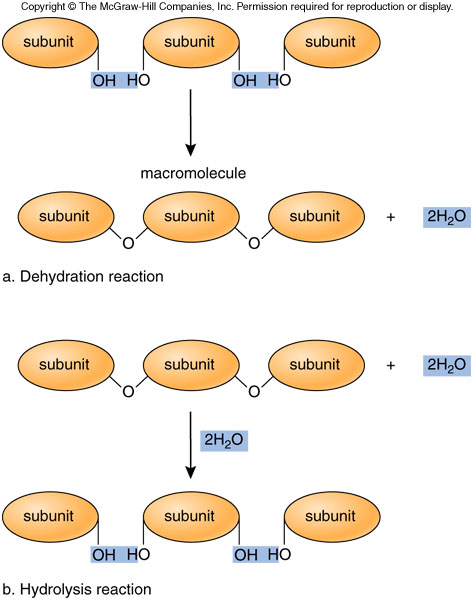 Copyright © The McGraw-Hill Companies, Inc. Permission required for reproduction or display.
subunit subunit subunit
OH HO OH HO
macromolecule
subunit subunit subunit + 2H₂O
O O
a. Dehydration reaction
subunit subunit subunit + 2H₂O
O O
2H₂O
subunit subunit subunit
OH HO OH HO
b. Hydrolysis reaction